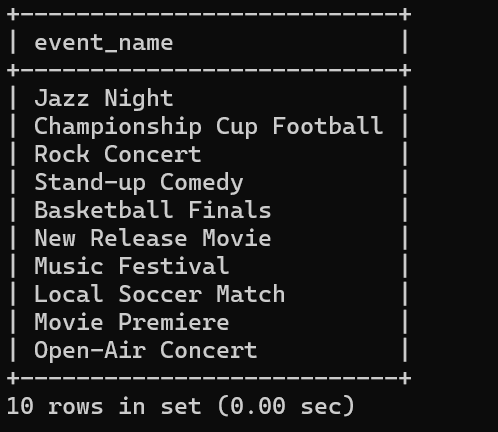 +---------------------------+
| event_name                |
+---------------------------+
| Jazz Night                |
| Championship Cup Football |
| Rock Concert              |
| Stand-up Comedy           |
| Basketball Finals         |
| New Release Movie         |
| Music Festival            |
| Local Soccer Match        |
| Movie Premiere            |
| Open-Air Concert          |
+---------------------------+
10 rows in set (0.00 sec)